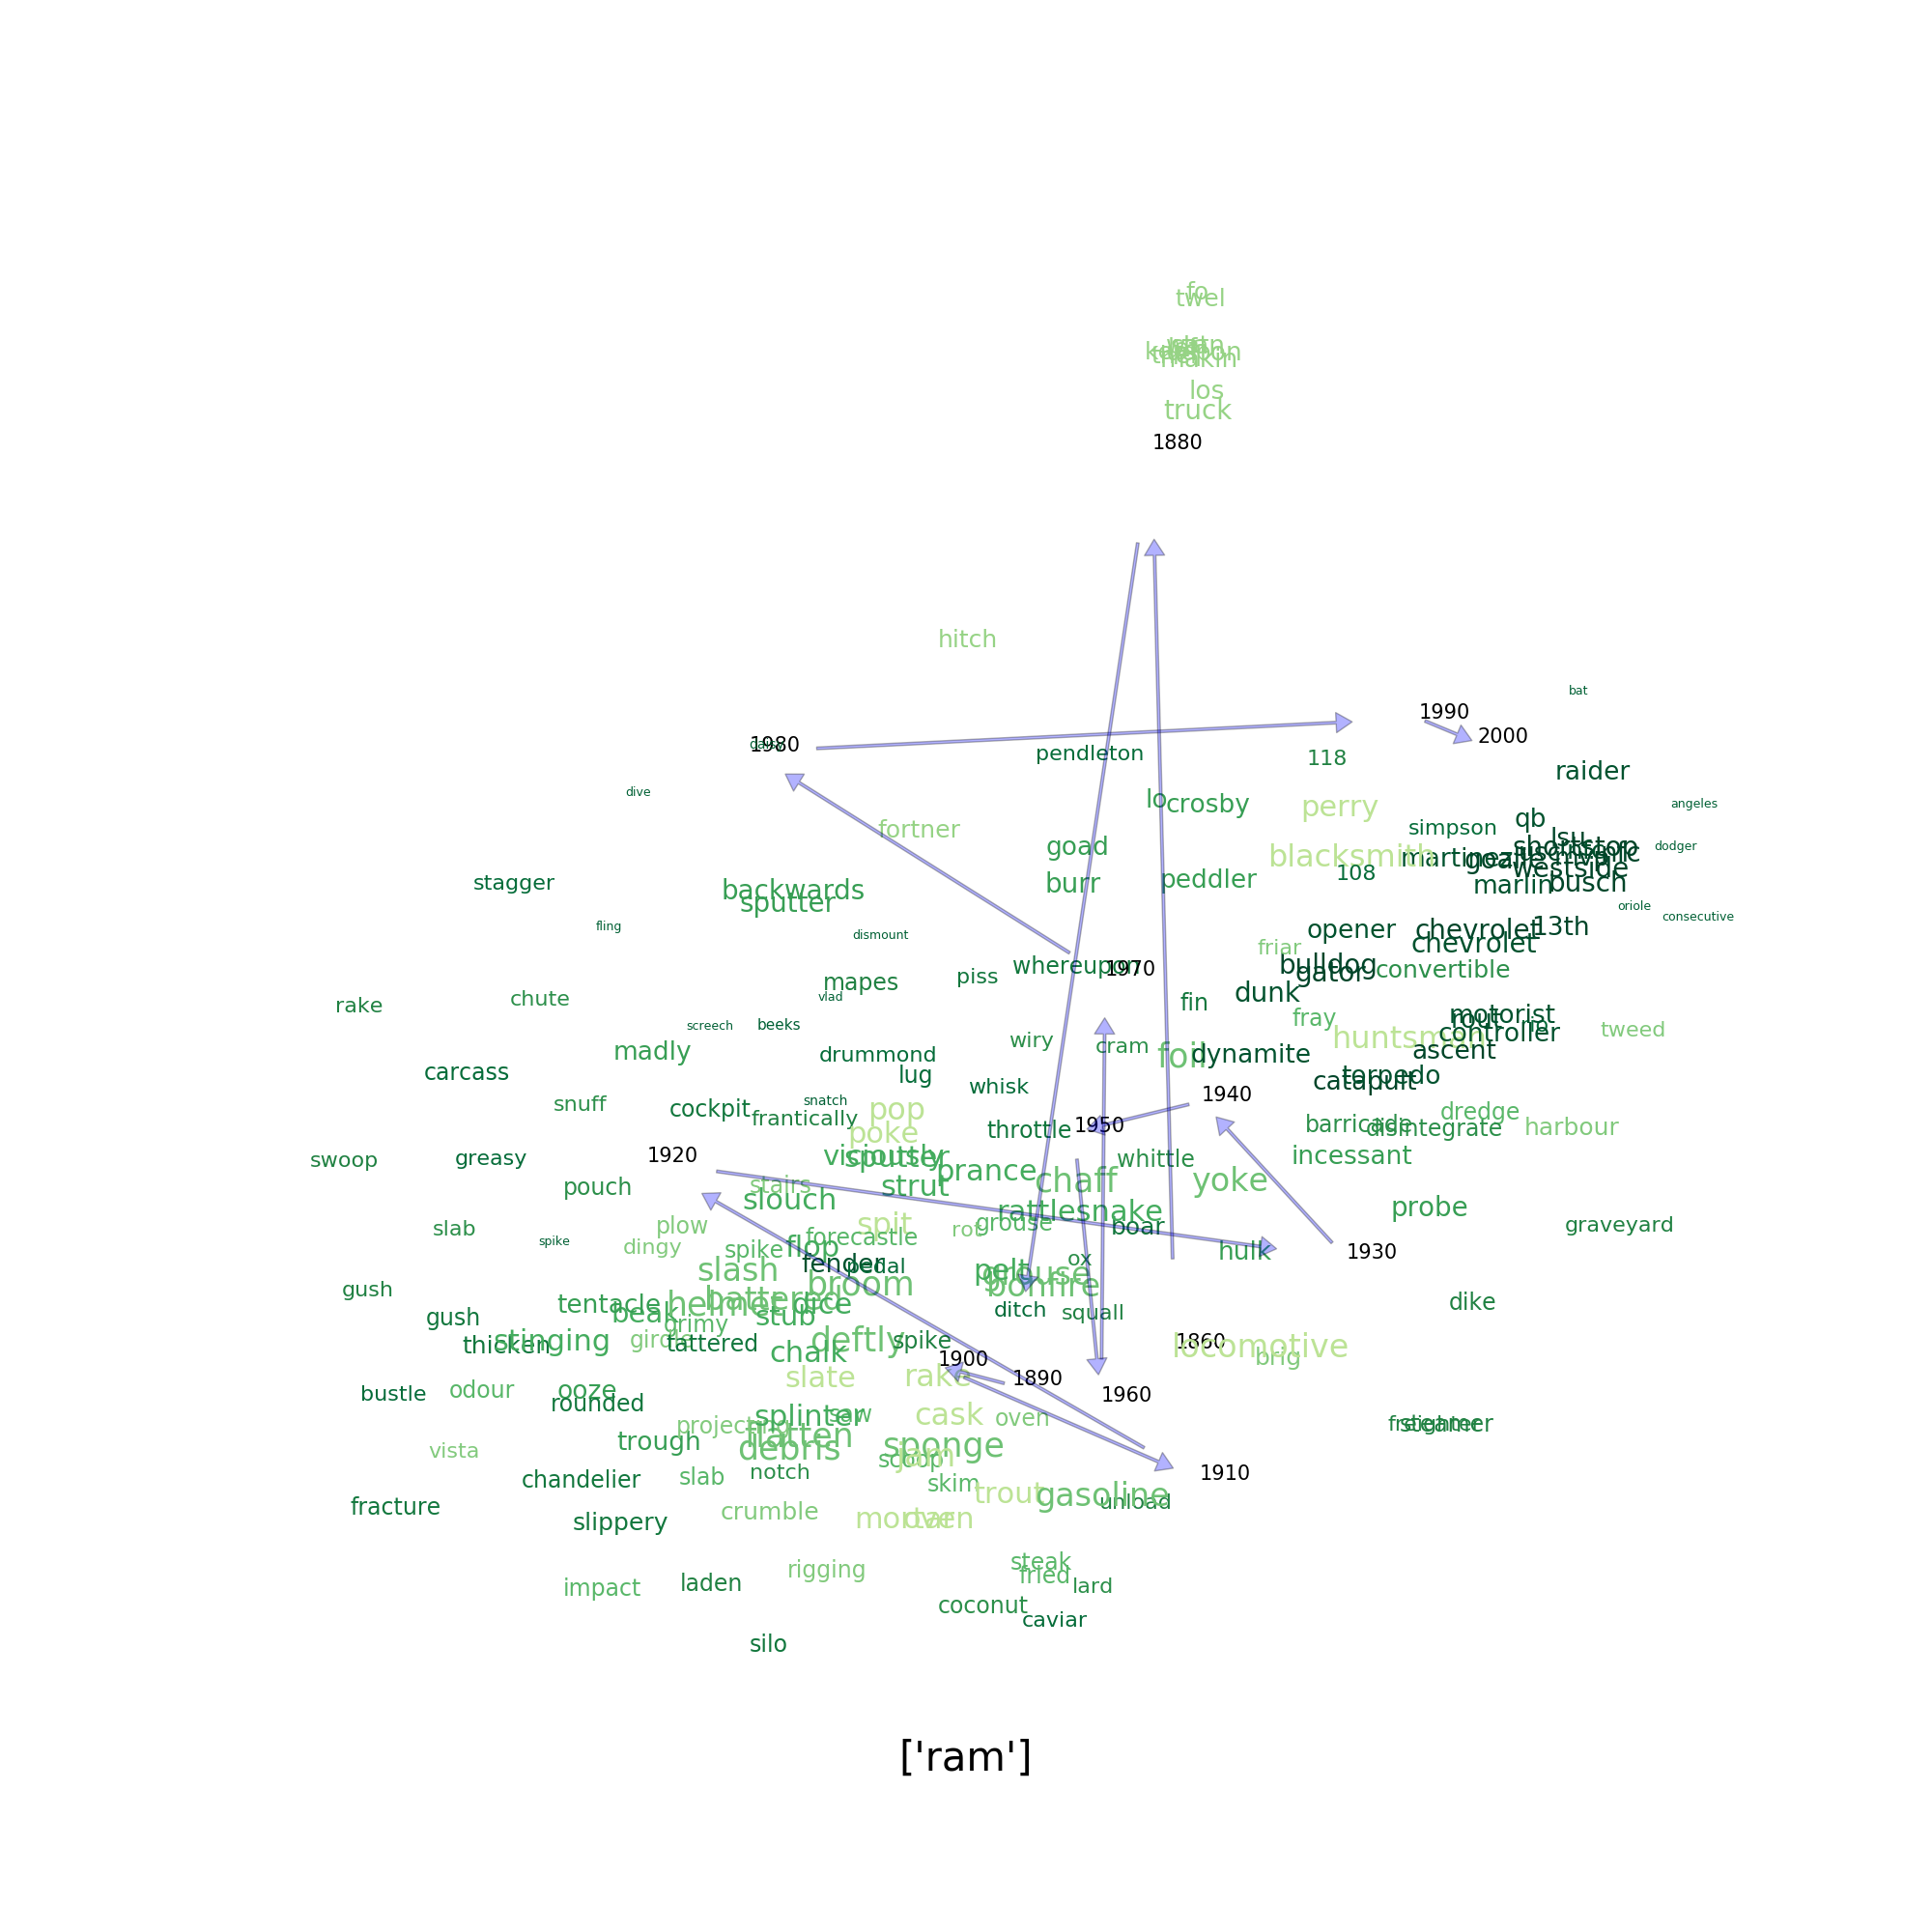 fo
twel
los
truck
1880
hitch
bat
1990
2000
1980
pendleton
118
raider
dive
perry
lo
crosby
angeles
qb
fortner
simpson
goad
lsu
shortstop
dodger
blacksmith
martinez
westside
108
stagger
burr
peddler
marlin
busch
backwards
sputter
oriole
consecutive
fling
dismount
opener
chevrolet
13th
chevrolet
friar
whereupon
1970
bulldog
gator
convertible
mapes
piss
dunk
vlad
chute
rake
fin
fray
motorist
rout
screech
beeks
tweed
huntsman
controller
wiry
cram
madly
drummond
foil
dynamite
ascent
carcass
lug
whisk
torpedo
catapult
1940
snuff
snatch
cockpit
frantically
pop
dredge
1950
barricade
disintegrate
harbour
poke
throttle
1920
viciously
sputter
whittle
incessant
swoop
greasy
prance
chaff
yoke
pouch
stairs
strut
slouch
probe
rattlesnake
grouse
boar
graveyard
slab
plow
spit
rot
forecastle
spike
dingy
spike
flop
hulk
1930
ox
fender
pedal
slash
pelt
grouse
broom
bonfire
gush
battered
helmet
dice
tentacle
beak
stub
ditch
squall
dike
gush
grimy
thicken
stinging
girdle
tattered
deftly
spike
1860
locomotive
chalk
1900
brig
slate
rake
1890
bustle
odour
ooze
1960
rounded
splinter
saw
cask
oven
projecting
freighter
steamer
trough
flatten
debris
sponge
vista
scoop
jam
chandelier
slab
notch
1910
skim
trout
gasoline
unload
fracture
crumble
slippery
mortar
steak
rigging
fried
impact
laden
lard
coconut
caviar
silo
['ram']